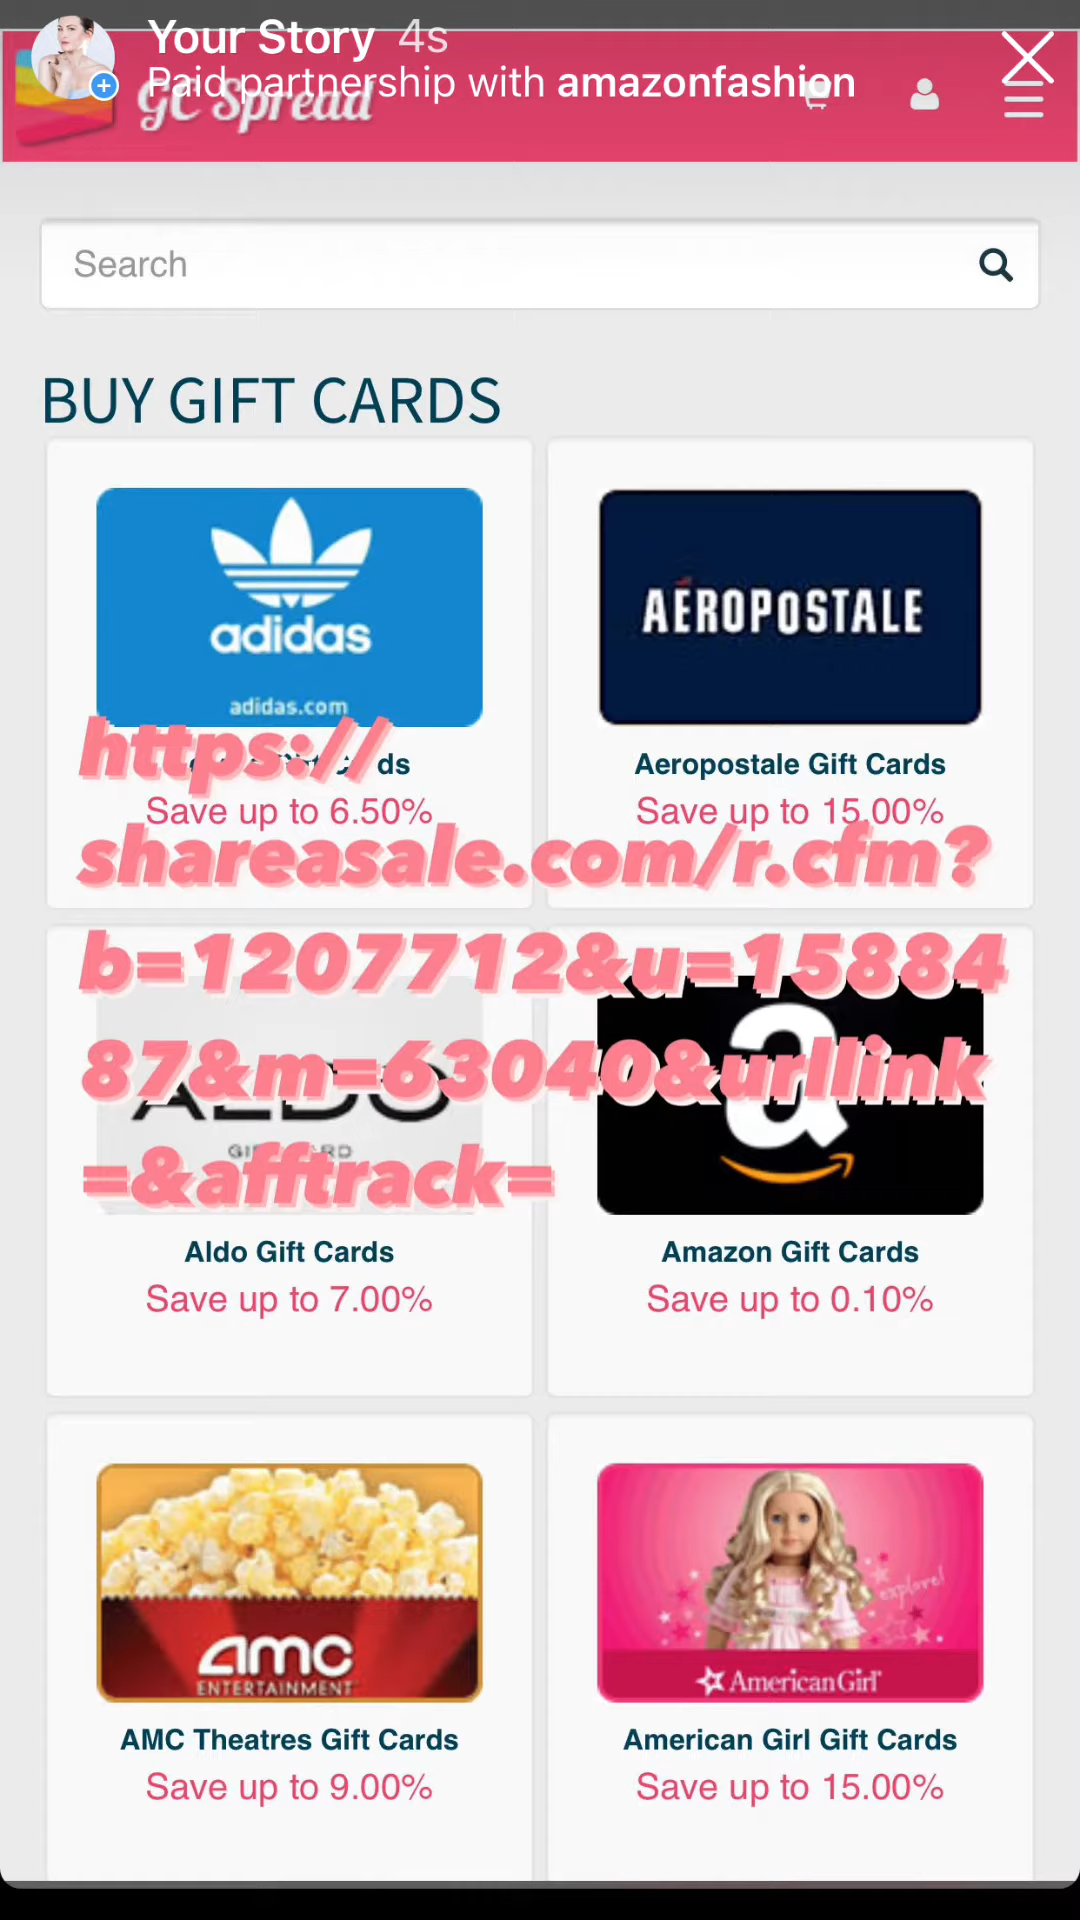 Your Story 4s
Paid partnership with amazonfashion
GC Spread
Search
BUY GIFT CARDS
adidas
adidas.com
AÉROPOSTALE
https://
ds
Aeropostale Gift Cards
Save up to 6.50%
Save up to 15.00%
shareasale.com/r.cfm?
b=1207712&u=15884
87&m=63040&urllink
=&afftrack=
ALDO
a
Aldo Gift Cards
Amazon Gift Cards
Save up to 7.00%
Save up to 0.10%
amc
ENTERTAINMENT
explore!
American Girl
AMC Theatres Gift Cards
American Girl Gift Cards
Save up to 9.00%
Save up to 15.00%